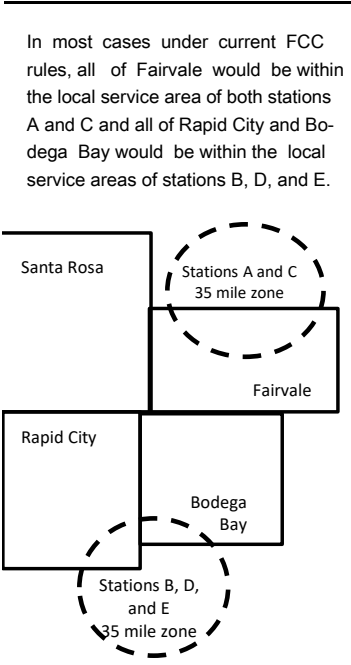 In most cases under current FCC
rules, all of Fairvale would be within
the local service area of both stations
A and C and all of Rapid City and Bo-
dega Bay would be within the local
service areas of stations B, D, and E.
Santa Rosa
Stations A and C
35 mile zone
Fairvale
Rapid City
Bodega
Bay
Stations B, D,
and E
35 mile zone